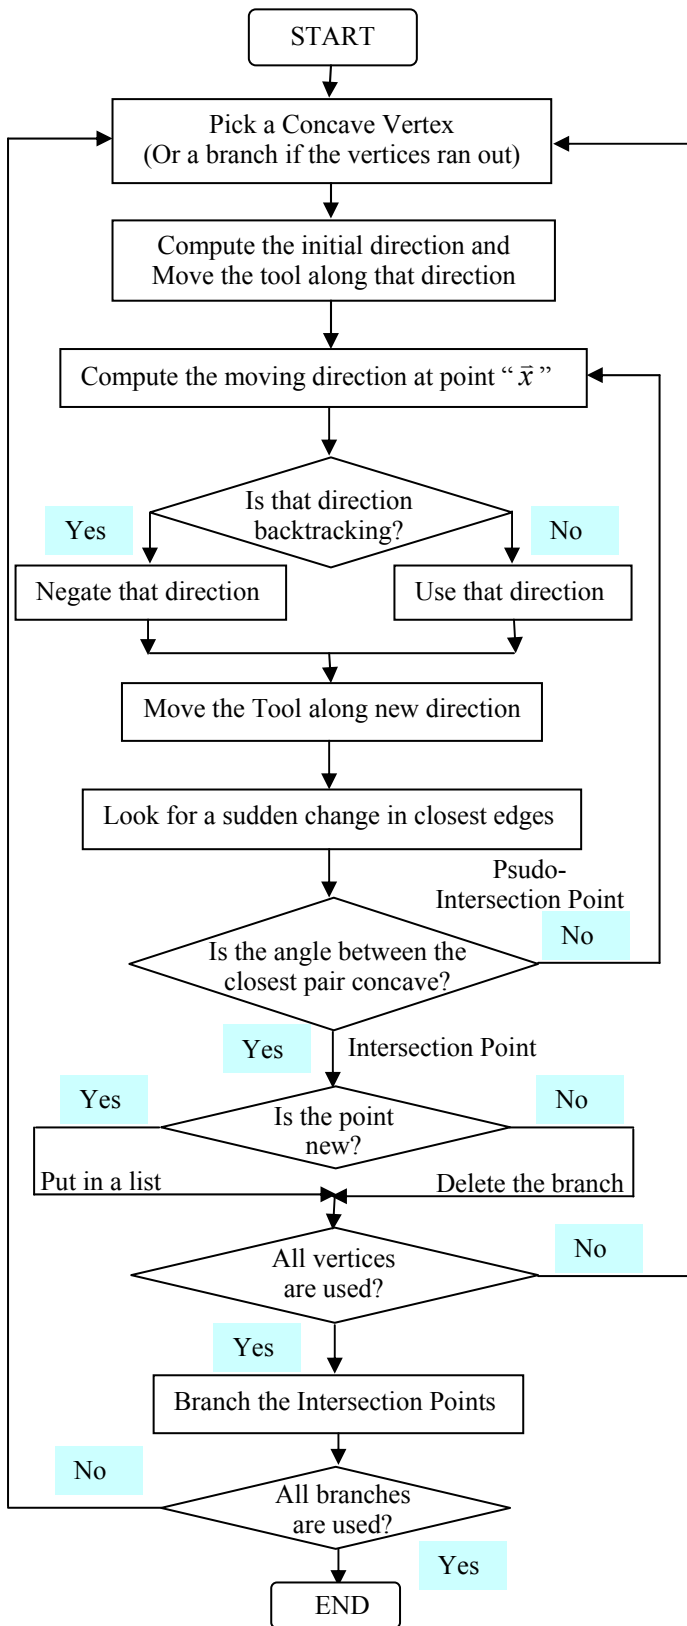 START
Pick a Concave Vertex
(Or a branch if the vertices ran out)
Compute the initial direction and
Move the tool along that direction
Compute the moving direction at point “ x⃗ ”
Is that direction
backtracking?
Yes
No
Negate that direction
Use that direction
Move the Tool along new direction
Look for a sudden change in closest edges
Psudo-
Intersection Point
Is the angle between the
closest pair concave?
No
Yes
Intersection Point
Yes
Is the point
new?
No
Put in a list
Delete the branch
All vertices
are used?
No
Yes
Branch the Intersection Points
No
All branches
are used?
Yes
END